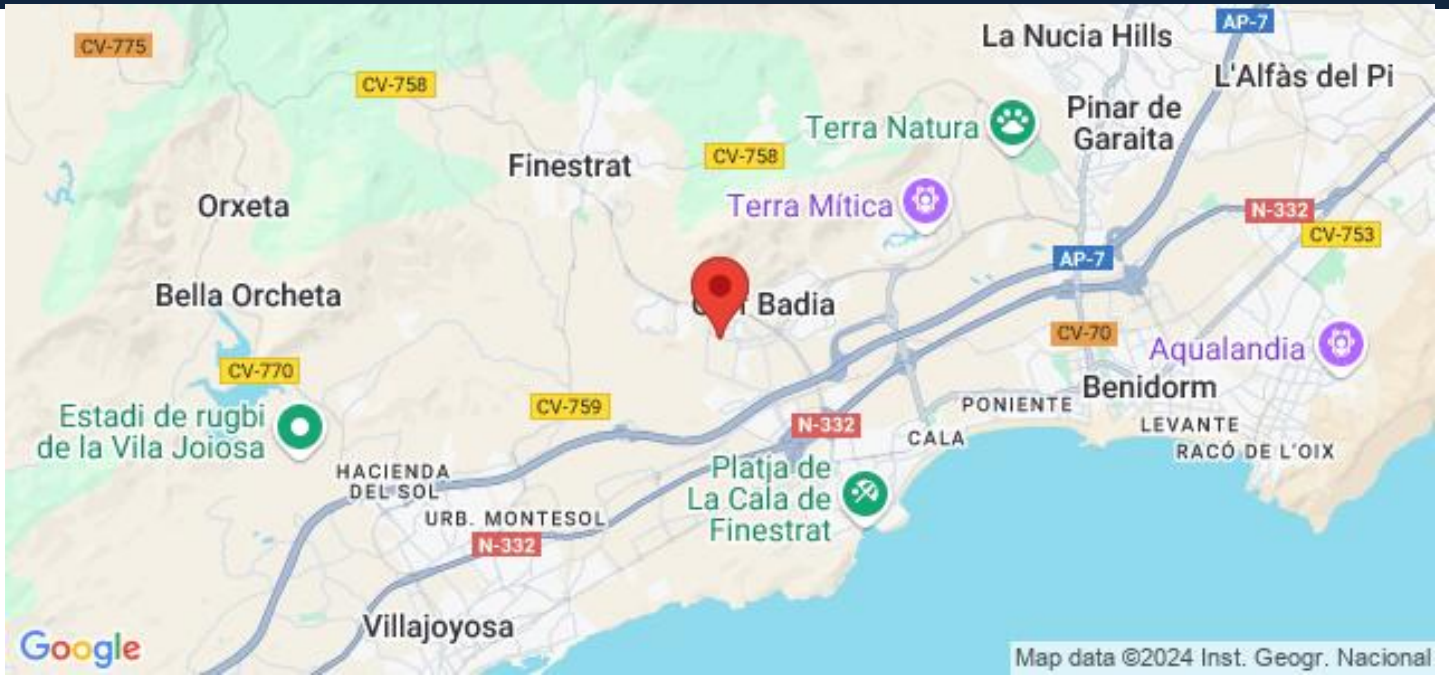 CV-775
CV-758
AP-7
La Nucia Hills
L'Alfàs del Pi
Terra Natura
Pinar de
Garaita
Finestrat
CV-758
Orxeta
Terra Mítica
N-332
CV-753
AP-7
Bella Orcheta
Badia
CV-70
Aqualandia
CV-770
Benidorm
CV-759
PONIENTE
Estadi de rugbi
de la Vila Joiosa
N-332
CALA
LEVANTE
RACÓ DE L'OIX
HACIENDA
DEL SOL
Platja de
La Cala de
Finestrat
URB. MONTESOL
N-332
Villajoyosa
Google
Map data ©2024 Inst. Geogr. Nacional